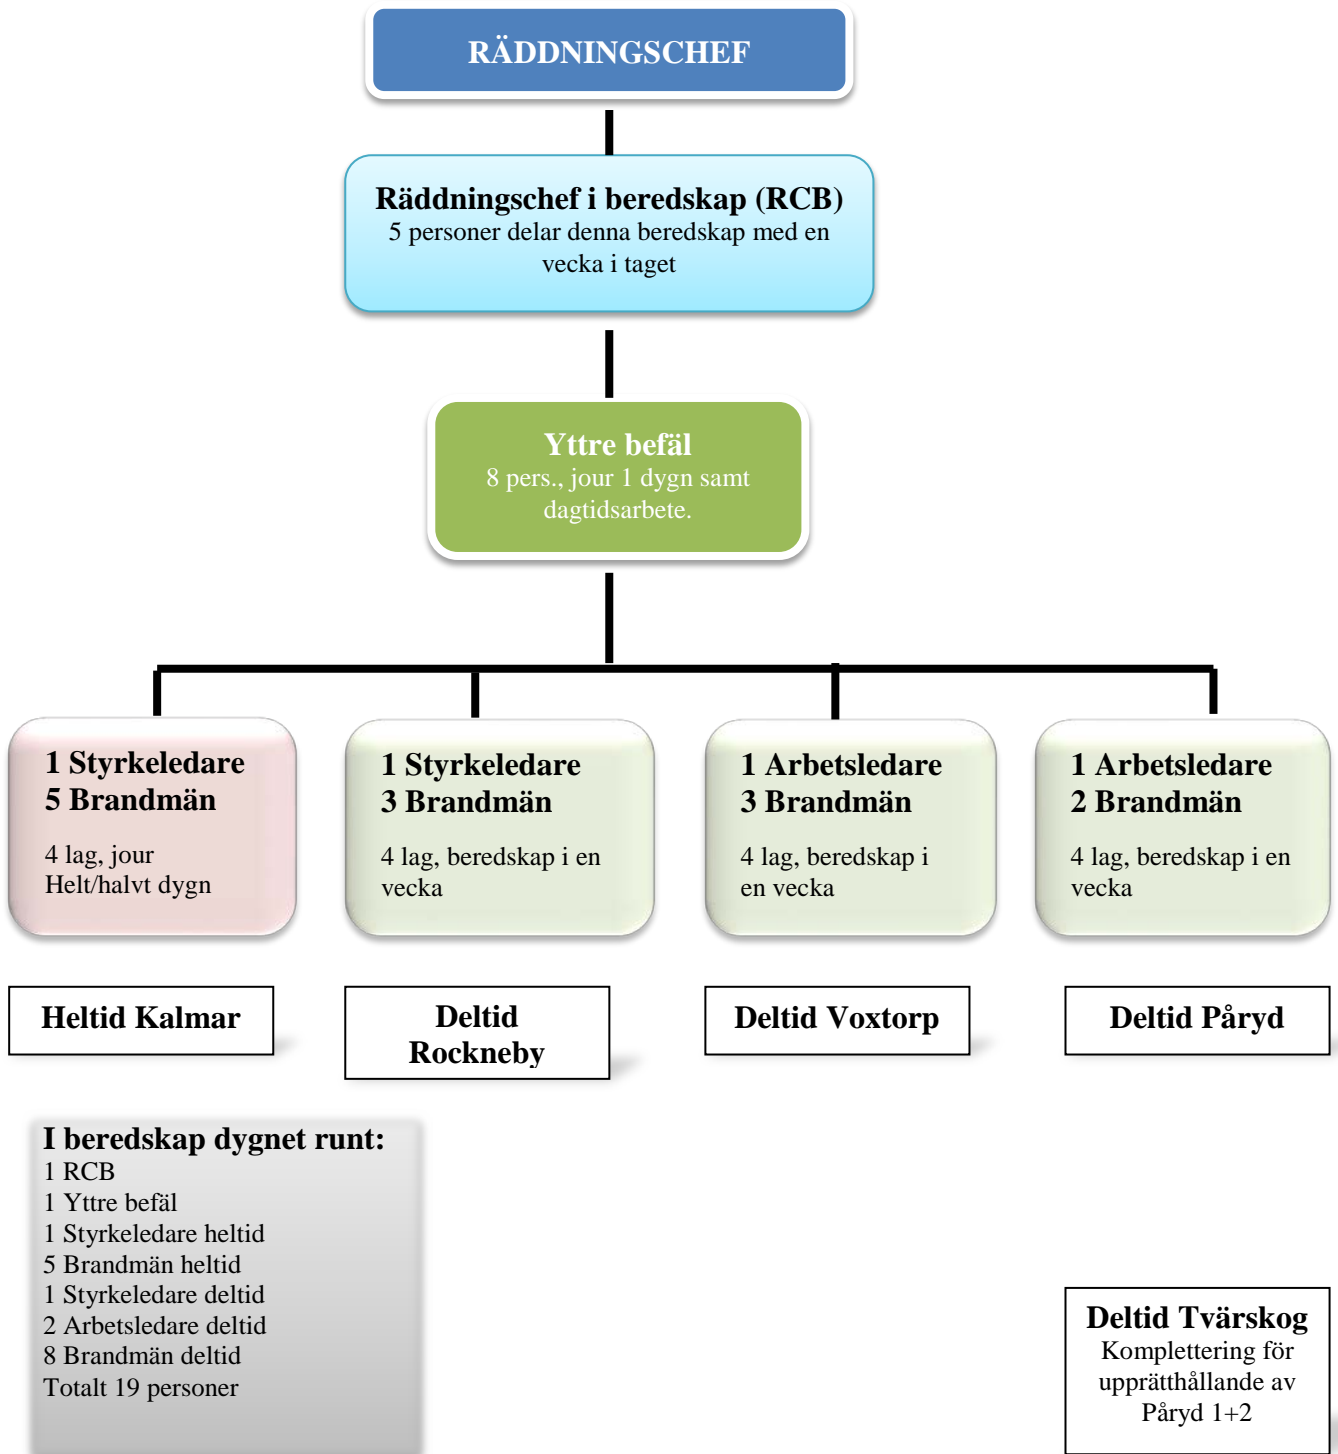 RÄDDNINGSCHEF
Räddningschef i beredskap (RCB)
5 personer delar denna beredskap med en
vecka i taget
Yttre befäl
8 pers., jour 1 dygn samt
dagtidsarbete.
1 Styrkeledare
5 Brandmän
4 lag, jour
Helt/halvt dygn
1 Styrkeledare
3 Brandmän
4 lag, beredskap i en
vecka
1 Arbetsledare
3 Brandmän
4 lag, beredskap i
en vecka
1 Arbetsledare
2 Brandmän
4 lag, beredskap i en
vecka
Heltid Kalmar
Deltid
Rockneby
Deltid Voxtorp
Deltid Påryd
I beredskap dygnet runt:
1 RCB
1 Yttre befäl
1 Styrkeledare heltid
5 Brandmän heltid
1 Styrkeledare deltid
2 Arbetsledare deltid
8 Brandmän deltid
Totalt 19 personer
Deltid Tvärskog
Komplettering för
upprätthållande av
Påryd 1+2